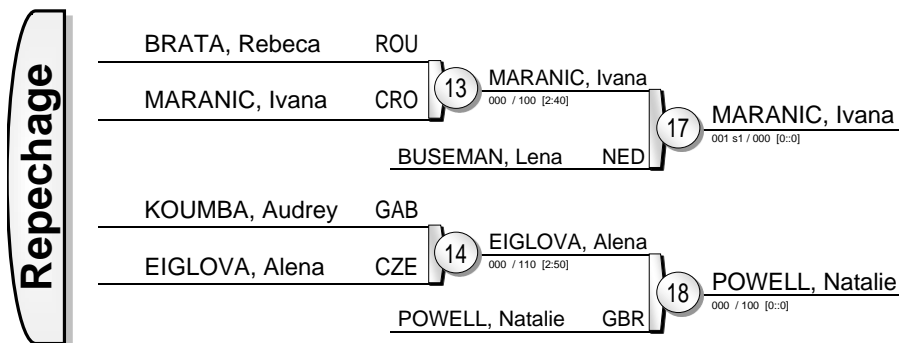 Repechage
BRATA, Rebeca ROU
MARANIC, Ivana CRO
13
MARANIC, Ivana
000 / 100 [2:40]
BUSEMAN, Lena NED
17
MARANIC, Ivana
001 s1 / 000 [0::0]
KOUMBA, Audrey GAB
EIGLOVA, Alena CZE
14
EIGLOVA, Alena
000 / 110 [2:50]
POWELL, Natalie GBR
18
POWELL, Natalie
000 / 100 [0::0]